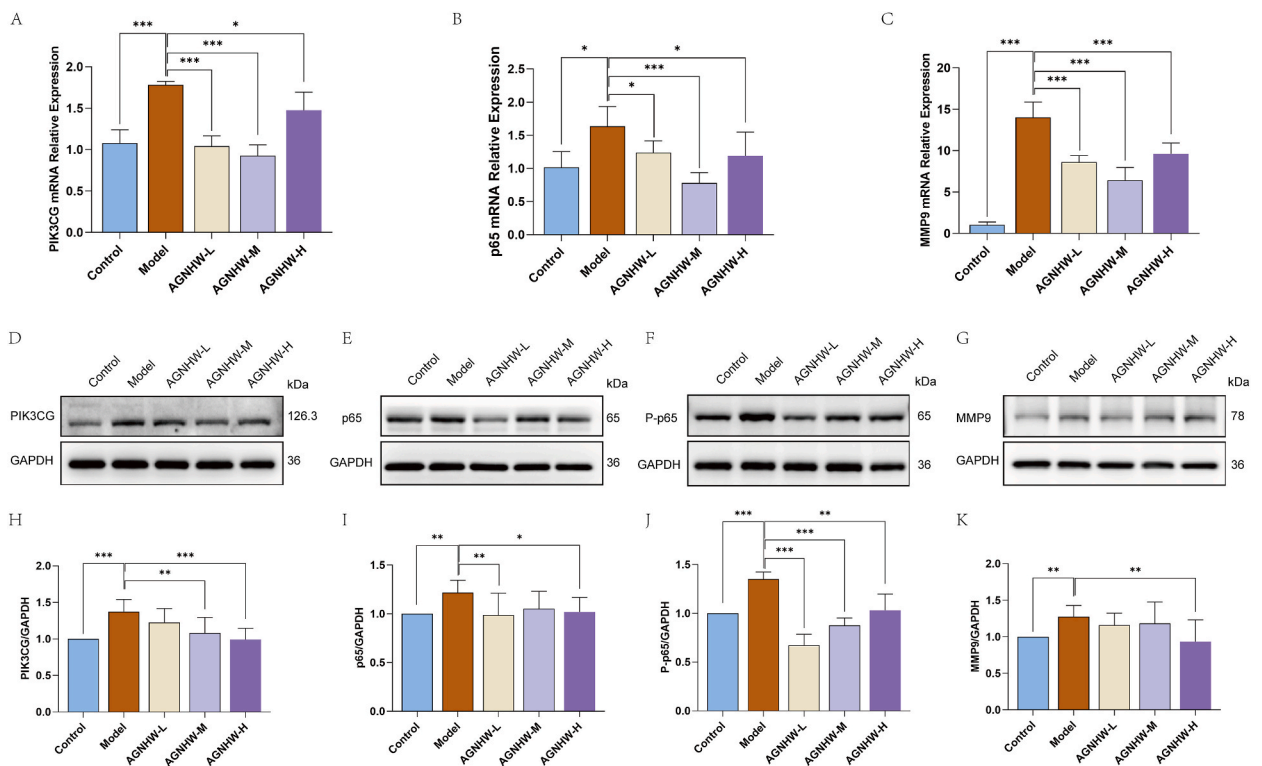 A
PIK3CG mRNA Relative Expression
2.0
1.5
1.0
0.5
0.0
*** *
***
***
Control Model AGNHW-L AGNHW-M AGNHW-H
B
p65 mRNA Relative Expression
2.5
2.0
1.5
1.0
0.5
0.0
* *
***
*
Control Model AGNHW-L AGNHW-M AGNHW-H
C
MMP9 mRNA Relative Expression
20
15
10
5
0
*** ***
***
***
Control Model AGNHW-L AGNHW-M AGNHW-H
D
Control Model AGNHW-L AGNHW-M AGNHW-H
kDa
PIK3CG 126.3
GAPDH 36
E
Control Model AGNHW-L AGNHW-M AGNHW-H
kDa
p65 65
GAPDH 36
F
Control Model AGNHW-L AGNHW-M AGNHW-H
kDa
P-p65 65
GAPDH 36
G
Control Model AGNHW-L AGNHW-M AGNHW-H
kDa
MMP9 78
GAPDH 36
H
PIK3CG/GAPDH
2.0
1.5
1.0
0.5
0.0
*** ***
**
Control Model AGNHW-L AGNHW-M AGNHW-H
I
p65/GAPDH
1.5
1.0
0.5
0.0
** *
**
Control Model AGNHW-L AGNHW-M AGNHW-H
J
P-p65/GAPDH
1.5
1.0
0.5
0.0
*** **
***
***
Control Model AGNHW-L AGNHW-M AGNHW-H
K
MMP9/GAPDH
2.0
1.5
1.0
0.5
0.0
** **
Control Model AGNHW-L AGNHW-M AGNHW-H